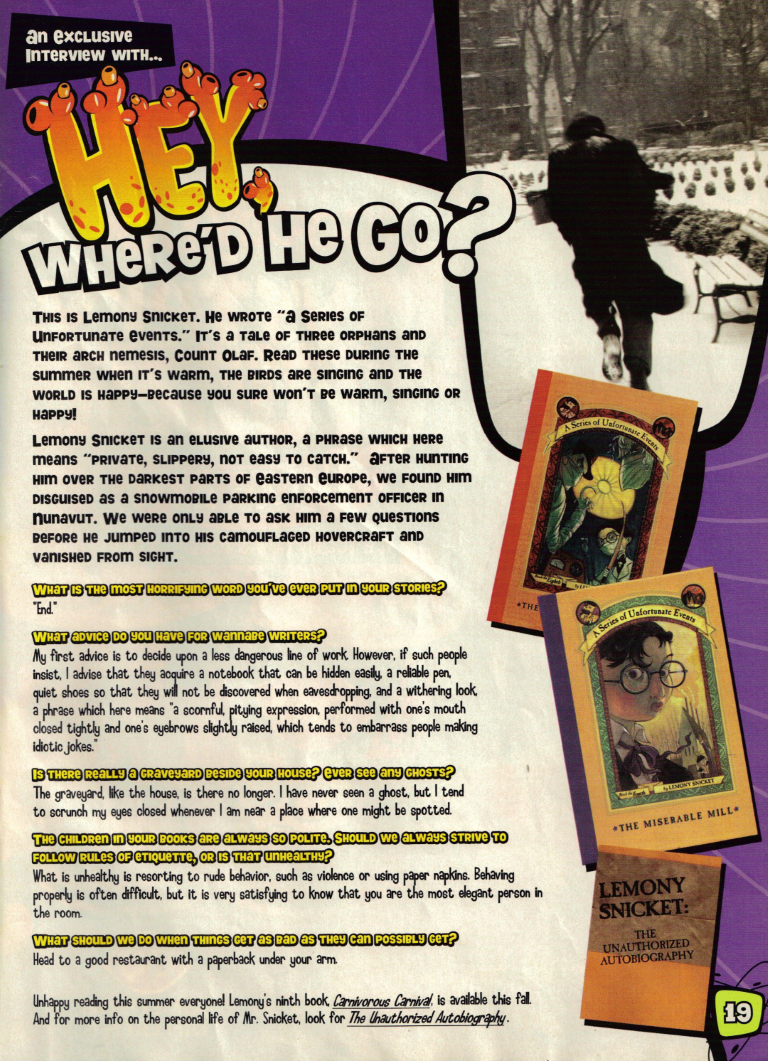 an exclusive
Interview with...
HEY,
WHERE'D HE GO?
This is Lemony Snicket. He wrote "a Series of
Unfortunate Events." It's a tale of three orphans and
their arch nemesis, Count Olaf. Read these during the
summer when it's warm, the birds are singing and the
world is happy—because you sure won't be warm, singing or
happy!
Lemony Snicket is an elusive author, a phrase which here
means "private, slippery, not easy to catch." After hunting
him over the darkest parts of Eastern Europe, we found him
disguised as a snowmobile parking enforcement officer in
Nunavut. We were only able to ask him a few questions
before he jumped into his camouflaged hovercraft and
vanished from sight.
What is the most horrifying word you've ever put in your stories?
"End."
What advice do you have for wannabe writers?
My first advice is to decide upon a less dangerous line of work. However, if such people
insist, I advise that they acquire a notebook that can be hidden easily, a reliable pen,
quiet shoes so that they will not be discovered when eavesdropping, and a withering look,
a phrase which here means "a scornful, pitying expression, performed with one's mouth
closed tightly and one's eyebrows slightly raised, which tends to embarrass people making
idiotic jokes."
Is there really a graveyard beside your house? Ever see any ghosts?
The graveyard, like the house, is there no longer. I have never seen a ghost, but I tend
to scrunch my eyes closed whenever I am near a place where one might be spotted.
The children in your books are always so polite. Should we always strive to
follow rules of etiquette, or is that unhealthy?
What is unhealthy is resorting to rude behavior, such as violence or using paper napkins. Behaving
properly is often difficult, but it is very satisfying to know that you are the most elegant person in
the room.
What should we do when things get as bad as they can possibly get?
Head to a good restaurant with a paperback under your arm.
Unhappy reading this summer everyone! Lemony's ninth book, Carnivorous Carnival, is available this fall.
And for more info on the personal life of Mr. Snicket, look for The Unauthorized Autobiography.
A Series of Unfortunate Events
*THE
A Series of Unfortunate Events
by LEMONY SNICKET
*THE MISERABLE MILL*
LEMONY
SNICKET:
THE
UNAUTHORIZED
AUTOBIOGRAPHY
19